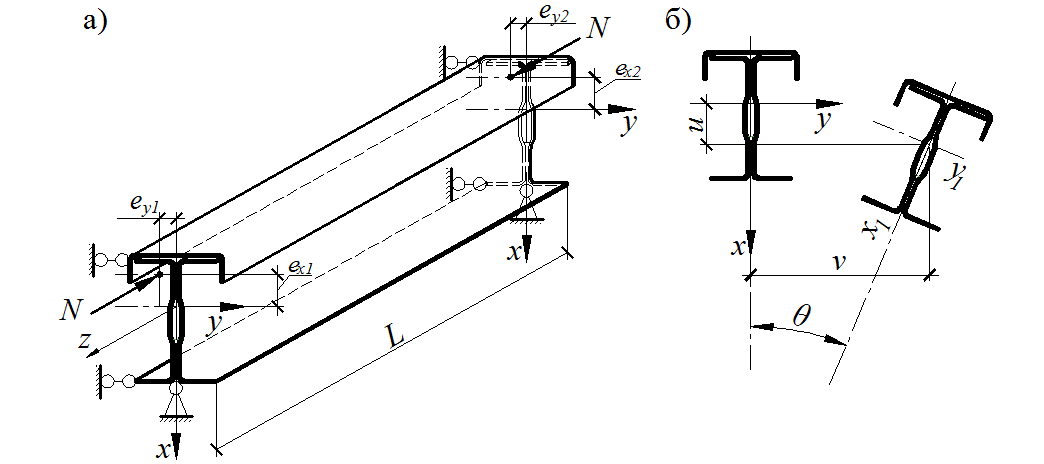 а)
e_y2
N
e_x2
y
x
e_y1
e_x1
N
y
z
L
x
б)
u
y
y_1
x_1
x
v
θ